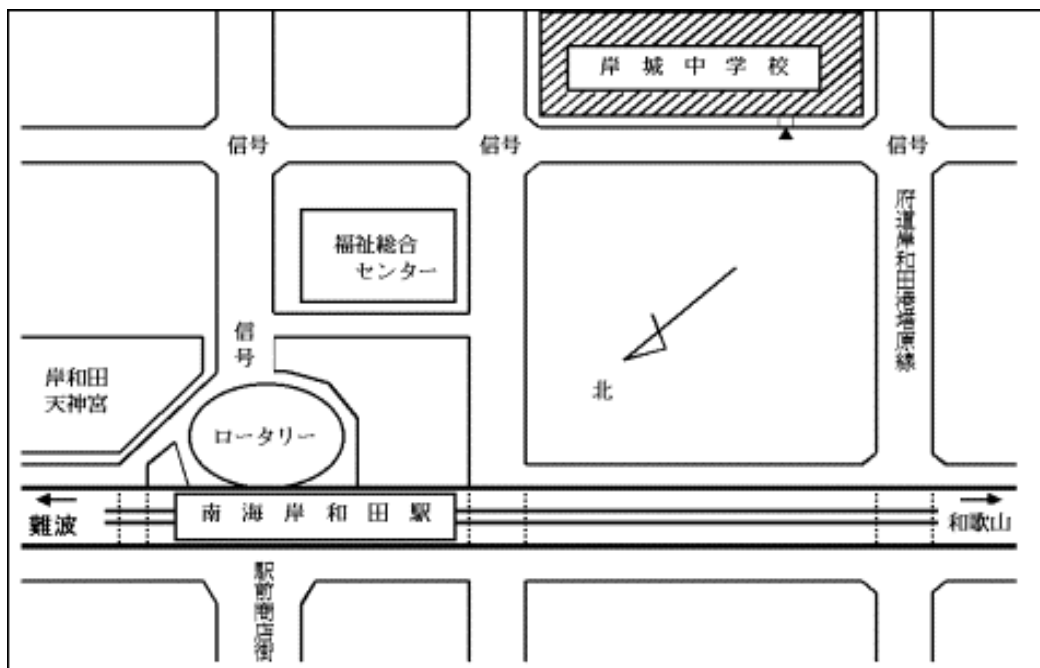 岸城中学校
信号
信号
信号
府道岸和田港塔原線
福祉総合
センター
信号
北
岸和田
天神宮
ロータリー
難波
南海岸和田駅
和歌山
駅前商店街